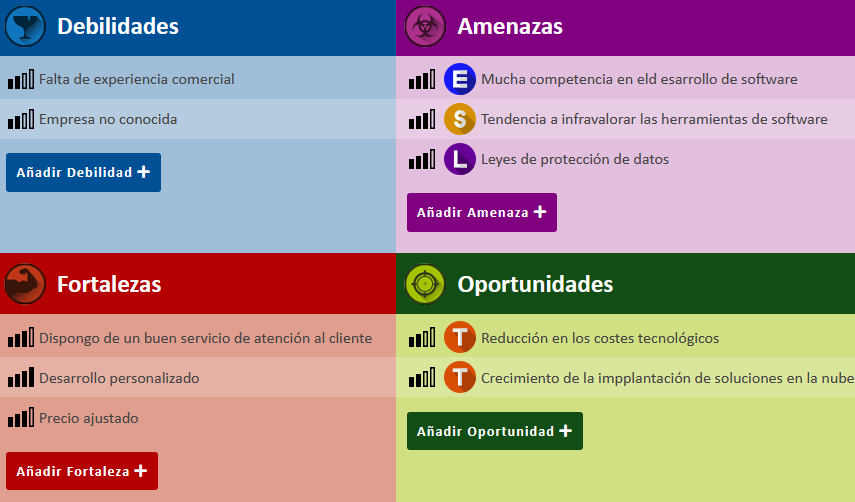 Debilidades
Falta de experiencia comercial
Empresa no conocida
Añadir Debilidad +
Amenazas
E Mucha competencia en eld esarrollo de software
S Tendencia a infravalorar las herramientas de software
L Leyes de protección de datos
Añadir Amenaza +
Fortalezas
Dispongo de un buen servicio de atención al cliente
Desarrollo personalizado
Precio ajustado
Añadir Fortaleza +
Oportunidades
T Reducción en los costes tecnológicos
T Crecimiento de la impplantación de soluciones en la nube
Añadir Oportunidad +